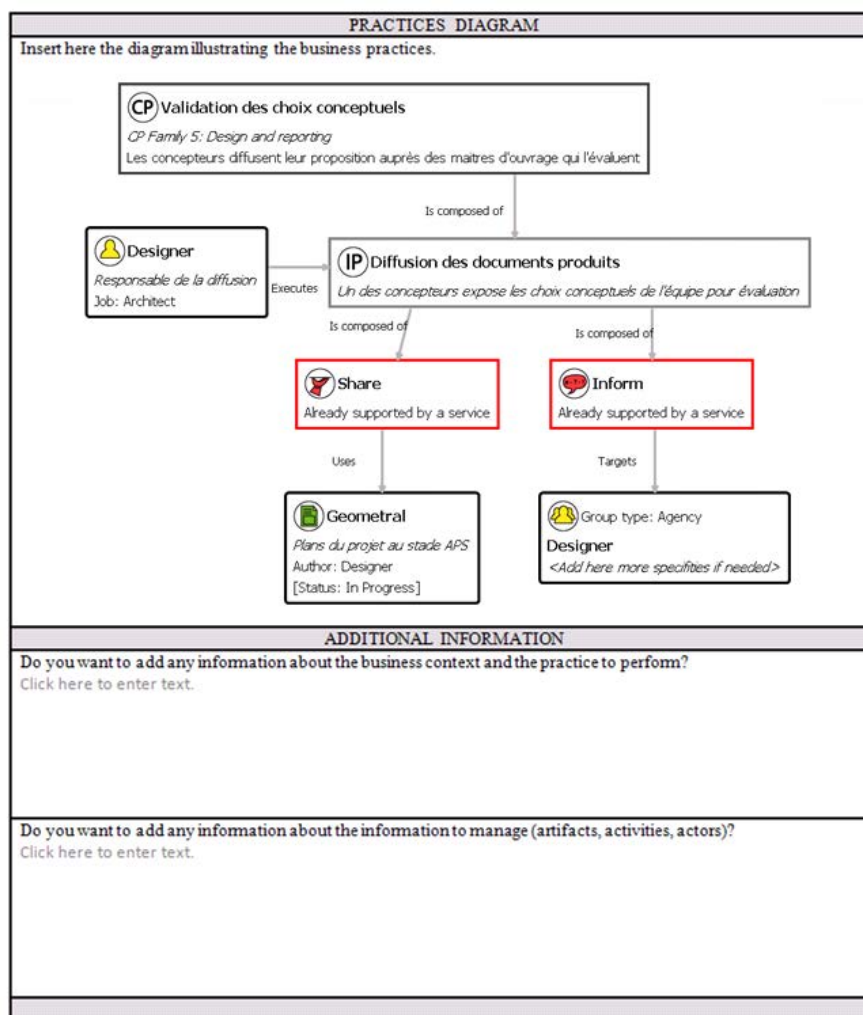 PRACTICES DIAGRAM
Insert here the diagram illustrating the business practices.
CP Validation des choix conceptuels
CP Family 5: Design and reporting
Les concepteurs diffusent leur proposition auprès des maitres d'ouvrage qui l'évaluent
Is composed of
Designer
Responsable de la diffusion
Job: Architect
Executes
IP Diffusion des documents produits
Un des concepteurs expose les choix conceptuels de l'équipe pour évaluation
Is composed of
Is composed of
Share
Already supported by a service
Inform
Already supported by a service
Uses
Targets
Geometral
Plans du projet au stade APS
Author: Designer
[Status: In Progress]
Group type: Agency
Designer
<Add here more specifities if needed>
ADDITIONAL INFORMATION
Do you want to add any information about the business context and the practice to perform?
Click here to enter text.
Do you want to add any information about the information to manage (artifacts, activities, actors)?
Click here to enter text.